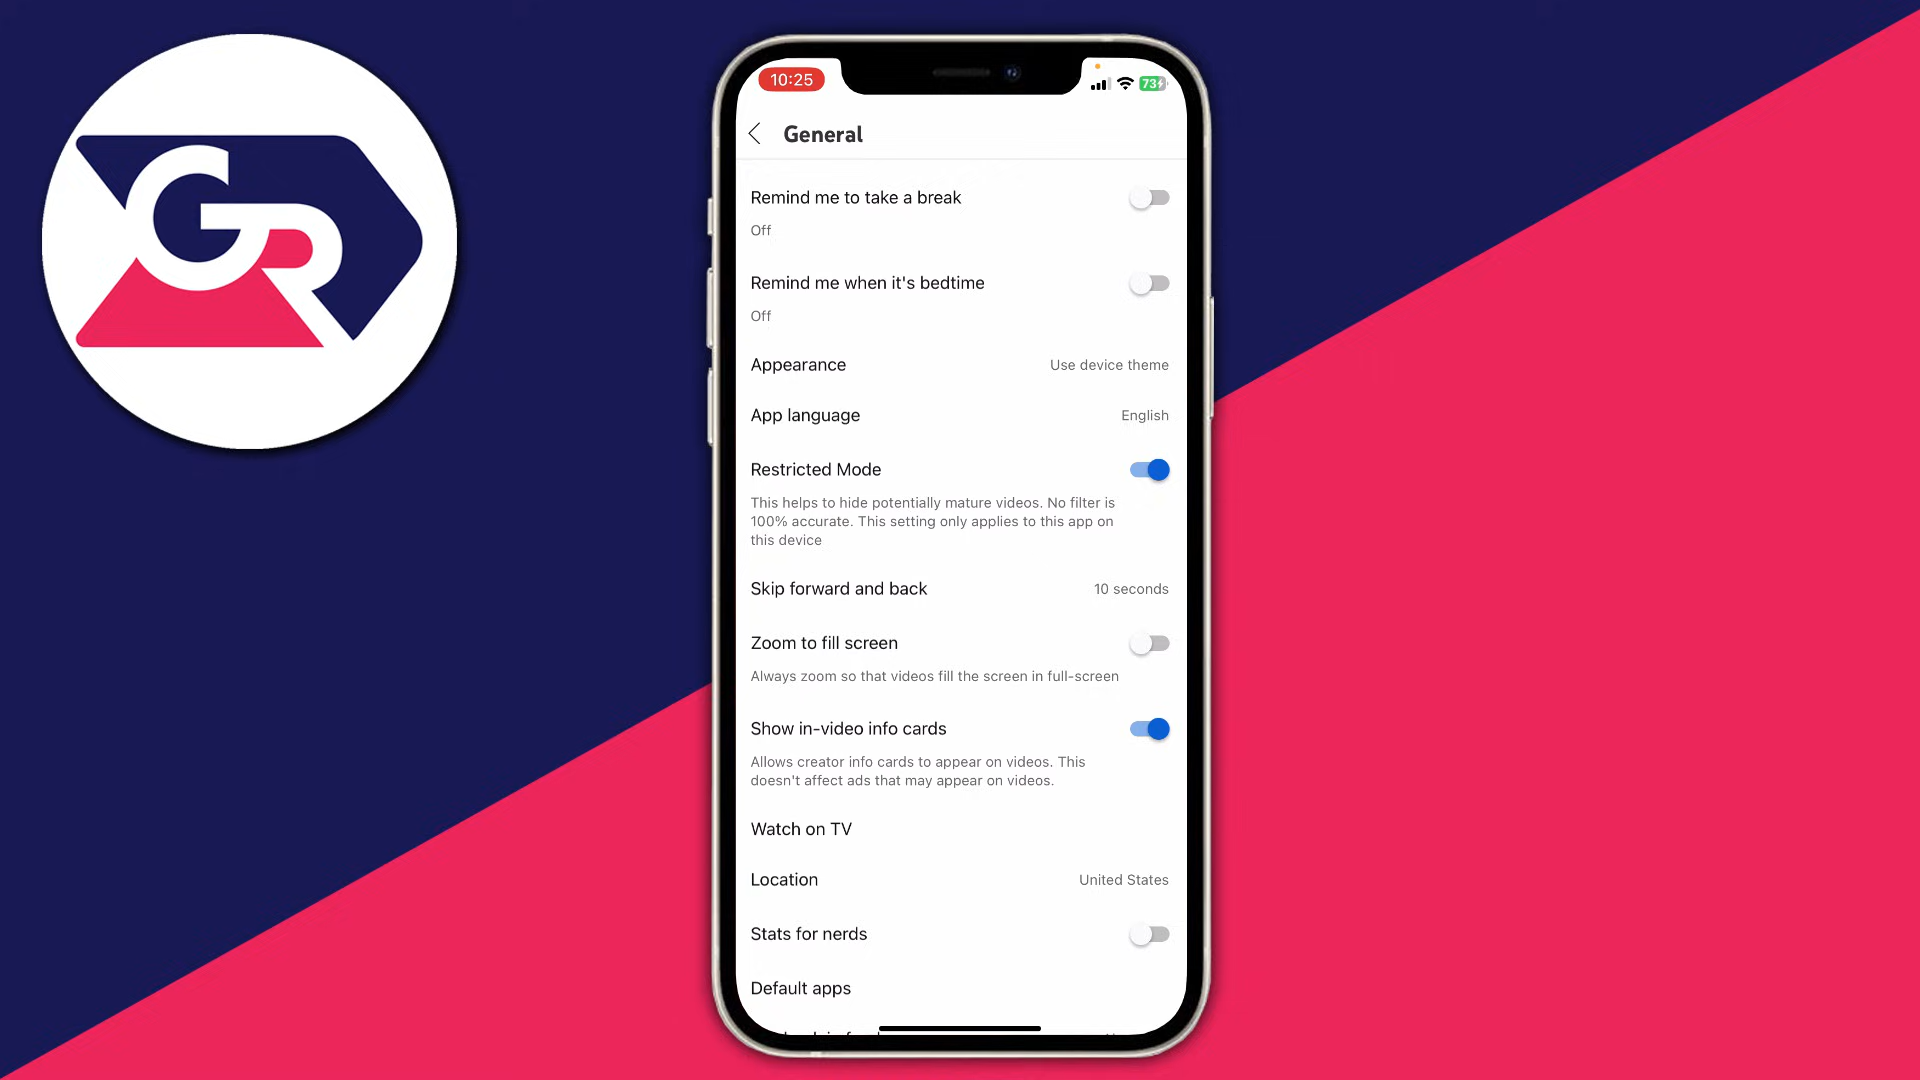 GR
10:25
73
General
Remind me to take a break
Off
Remind me when it's bedtime
Off
Appearance Use device theme
App language English
Restricted Mode
This helps to hide potentially mature videos. No filter is
100% accurate. This setting only applies to this app on
this device
Skip forward and back 10 seconds
Zoom to fill screen
Always zoom so that videos fill the screen in full-screen
Show in-video info cards
Allows creator info cards to appear on videos. This
doesn't affect ads that may appear on videos.
Watch on TV
Location United States
Stats for nerds
Default apps